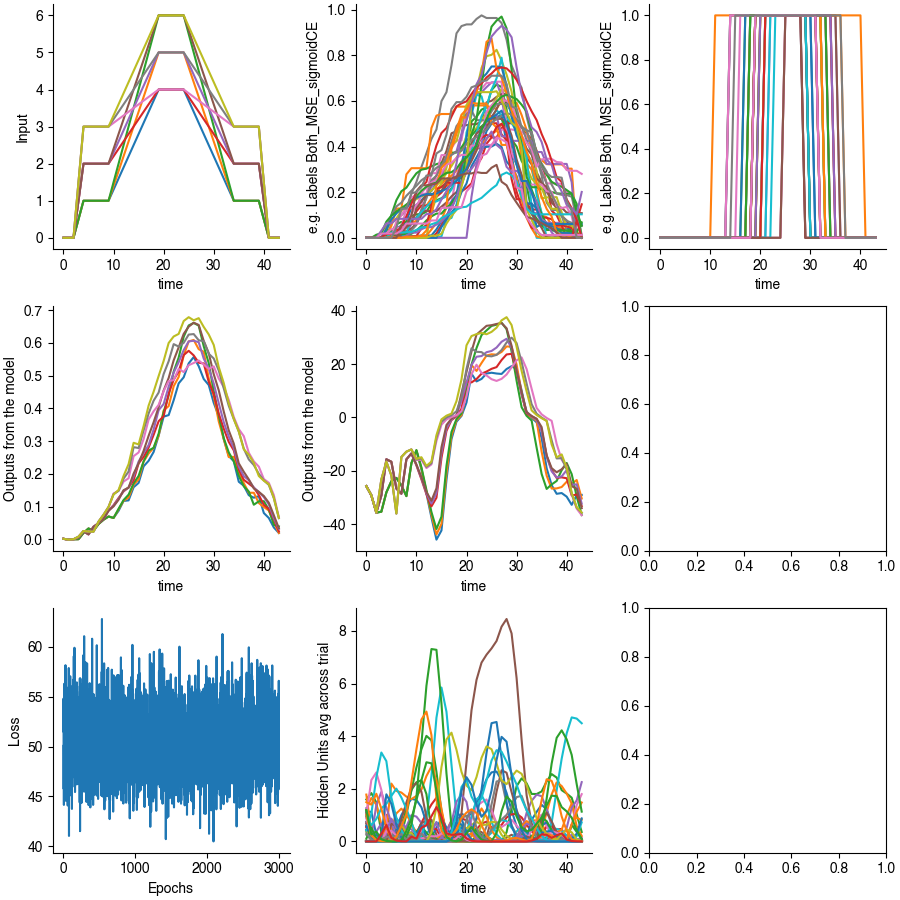 Input
6
5
4
3
2
1
0
0 10 20 30 40
time
e.g. Labels Both_MSE_sigmoidCE
1.0
0.8
0.6
0.4
0.2
0.0
0 10 20 30 40
time
e.g. Labels Both_MSE_sigmoidCE
1.0
0.8
0.6
0.4
0.2
0.0
0 10 20 30 40
time
Outputs from the model
0.7
0.6
0.5
0.4
0.3
0.2
0.1
0.0
0 10 20 30 40
time
Outputs from the model
40
20
0
−20
−40
0 10 20 30 40
time
1.0
0.8
0.6
0.4
0.2
0.0
0.0 0.2 0.4 0.6 0.8 1.0
Loss
60
55
50
45
40
0 1000 2000 3000
Epochs
Hidden Units avg across trial
8
6
4
2
0
0 10 20 30 40
time
1.0
0.8
0.6
0.4
0.2
0.0
0.0 0.2 0.4 0.6 0.8 1.0